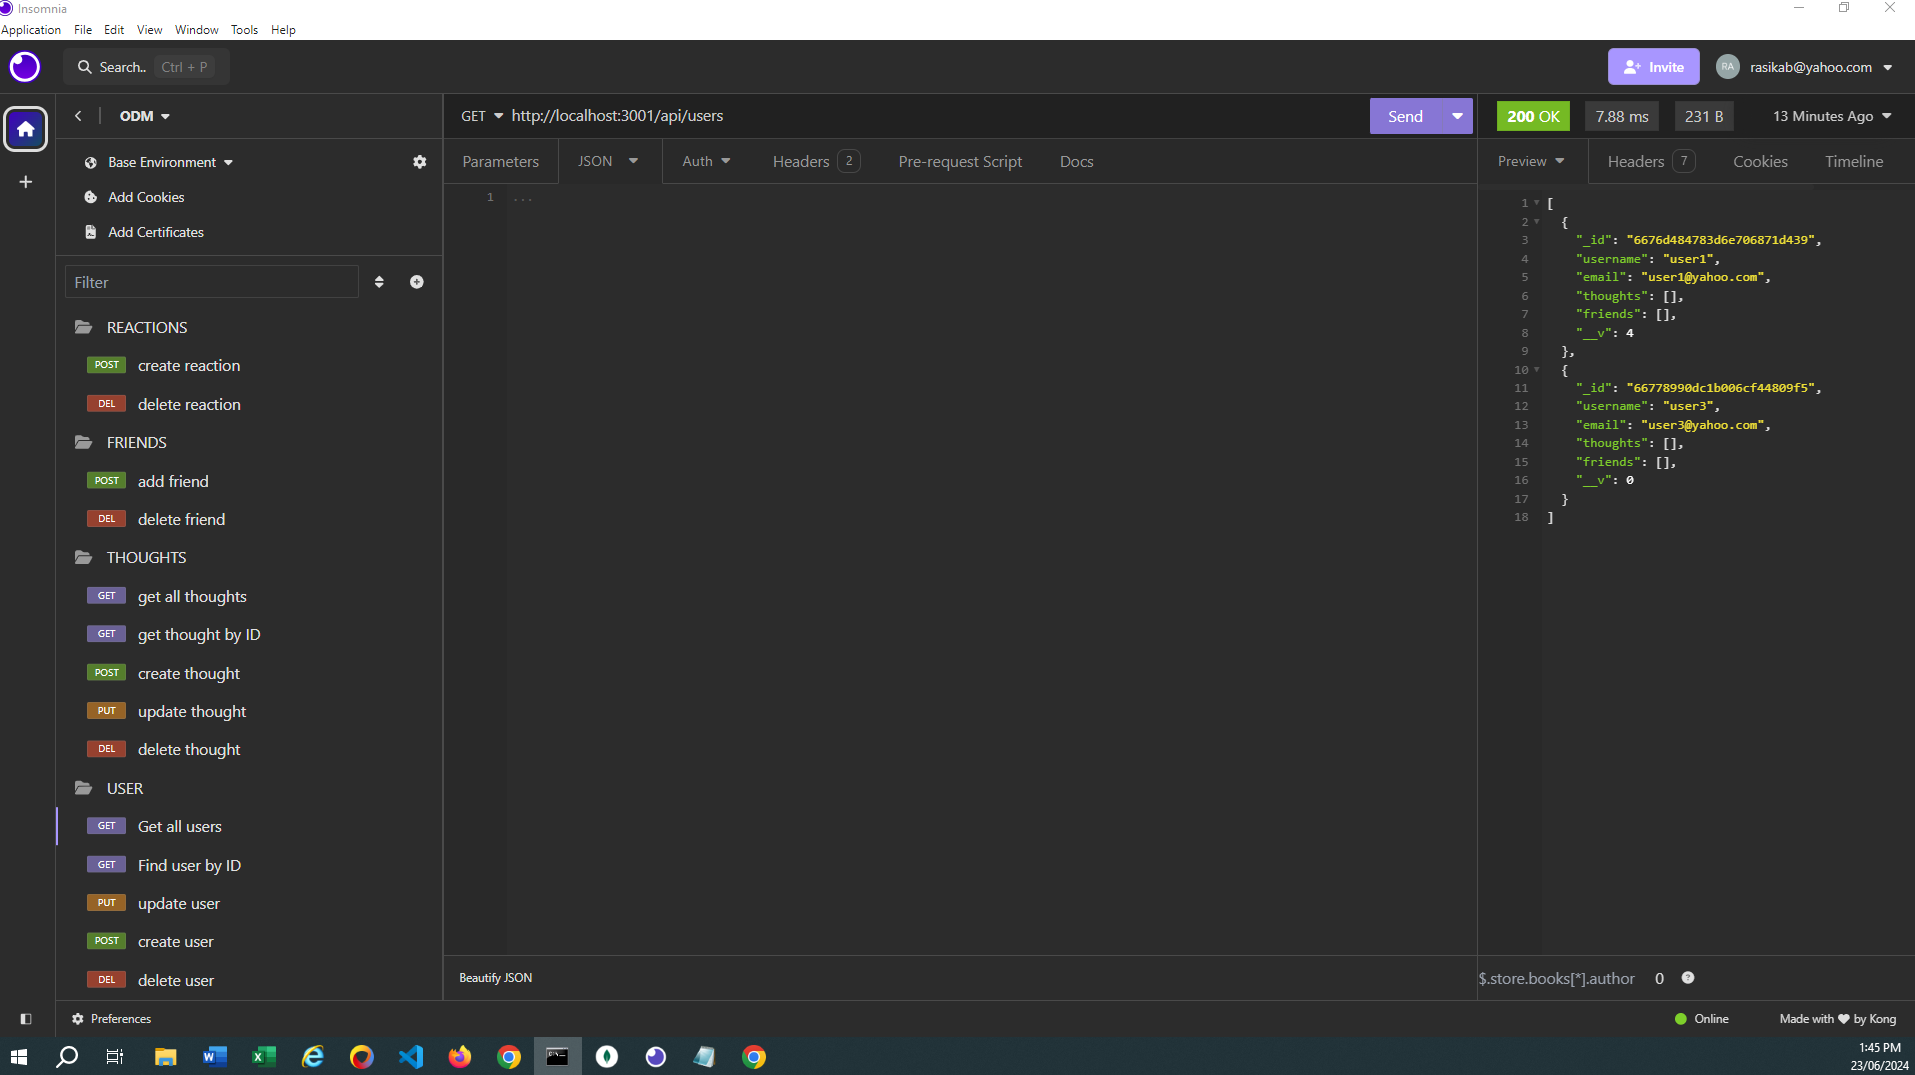 Insomnia
Application File Edit View Window Tools Help
Search.. Ctrl + P
Invite
RA rasikab@yahoo.com
ODM
GET http://localhost:3001/api/users
Send
200 OK 7.88 ms 231 B 13 Minutes Ago
Base Environment
Add Cookies
Add Certificates
Filter
REACTIONS
POST create reaction
DEL delete reaction
FRIENDS
POST add friend
DEL delete friend
THOUGHTS
GET get all thoughts
GET get thought by ID
POST create thought
PUT update thought
DEL delete thought
USER
GET Get all users
GET Find user by ID
PUT update user
POST create user
DEL delete user
Parameters JSON Auth Headers 2 Pre-request Script Docs
1 ...
Beautify JSON
Preview Headers 7 Cookies Timeline
1 [
2 {
3 "_id": "6676d484783d6e706871d439",
4 "username": "user1",
5 "email": "user1@yahoo.com",
6 "thoughts": [],
7 "friends": [],
8 "__v": 4
9 },
10 {
11 "_id": "66778990dc1b006cf44809f5",
12 "username": "user3",
13 "email": "user3@yahoo.com",
14 "thoughts": [],
15 "friends": [],
16 "__v": 0
17 }
18 ]
$.store.books[*].author 0 ?
Preferences
Online
Made with ♥ by Kong
1:45 PM
23/06/2024